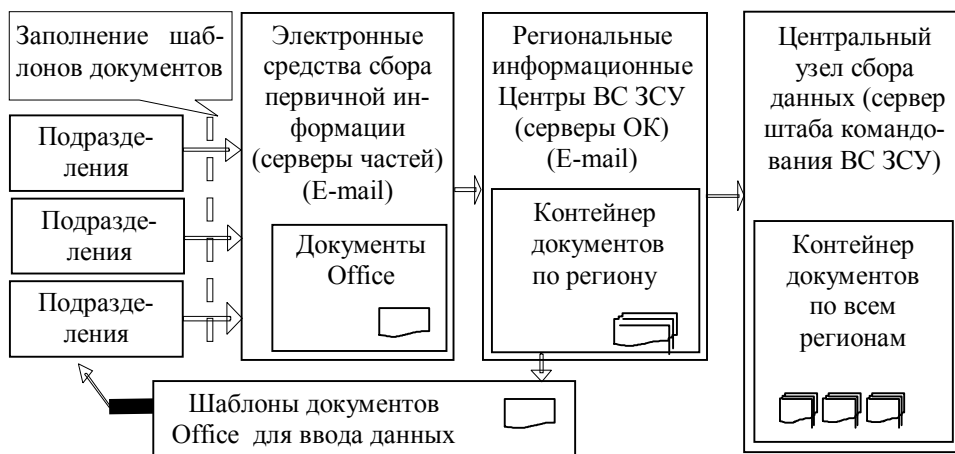 Заполнение шаб-
лонов документов
Подразде-
ления
Подразде-
ления
Подразде-
ления
Электронные
средства сбора
первичной ин-
формации
(серверы частей)
(E-mail)
Документы
Office
Региональные
информационные
Центры ВС ЗСУ
(серверы ОК)
(E-mail)
Контейнер
документов
по региону
Центральный
узел сбора
данных (сервер
штаба командо-
вания ВС ЗСУ)
Контейнер
документов
по всем
регионам
Шаблоны документов
Office для ввода данных